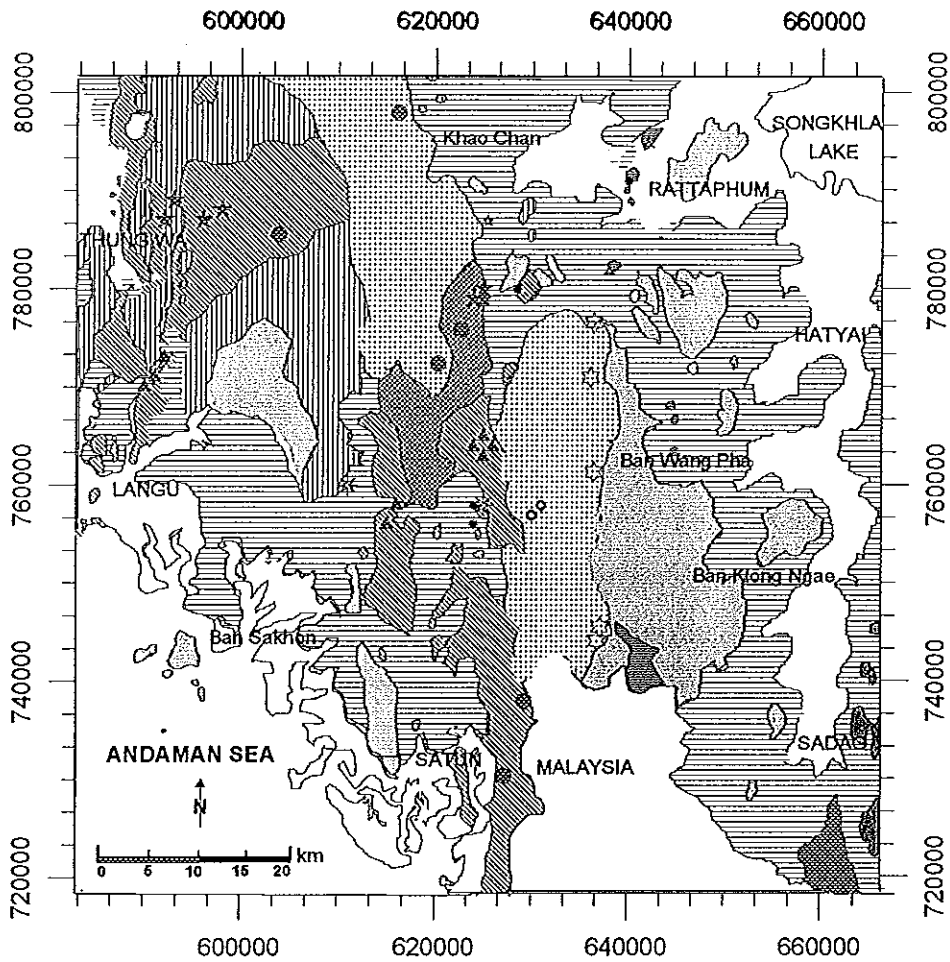 600000 620000 640000 660000
800000 800000
Khao Chan
SONGKHLA
LAKE
RATTAPHUM
THUNGWA
780000 780000
HATYAI
Ban Wang Pha
760000 760000
LANGU
Ban Klong Ngae
Ban Sakhon
740000 740000
ANDAMAN SEA
SATUN
MALAYSIA
SADAO
N
km
0 5 10 15 20
720000 720000
600000 620000 640000 660000